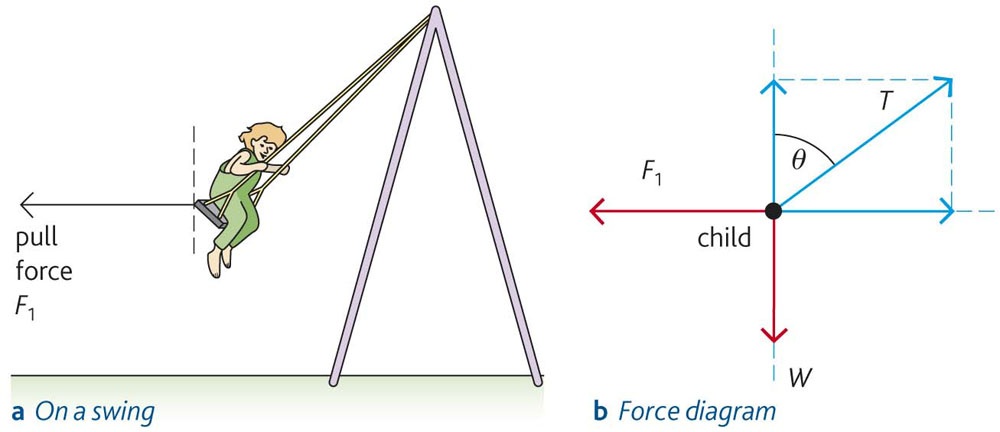 pull
force
F₁
a On a swing
T
θ
F₁
child
W
b Force diagram